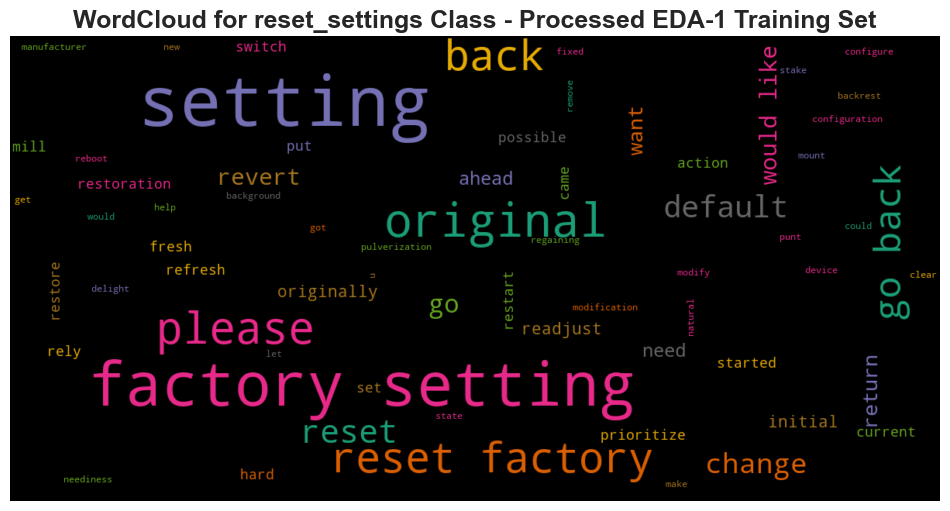 WordCloud for reset_settings Class - Processed EDA-1 Training Set
manufacturer
new
switch
back
fixed
would like
configure
setting
remove
stake
backrest
want
configuration
mill
put
possible
reboot
action
mount
restoration
revert
ahead
came
go back
get
background
original
default
would
help
got
could
fresh
pulverization
regaining
punt
refresh
u
modify
device
clear
restore
delight
originally
go
restart
modification
natural
please
readjust
rely
let
need
started
factory setting
set
return
state
reset
prioritize
initial
current
reset factory
change
neediness
hard
make